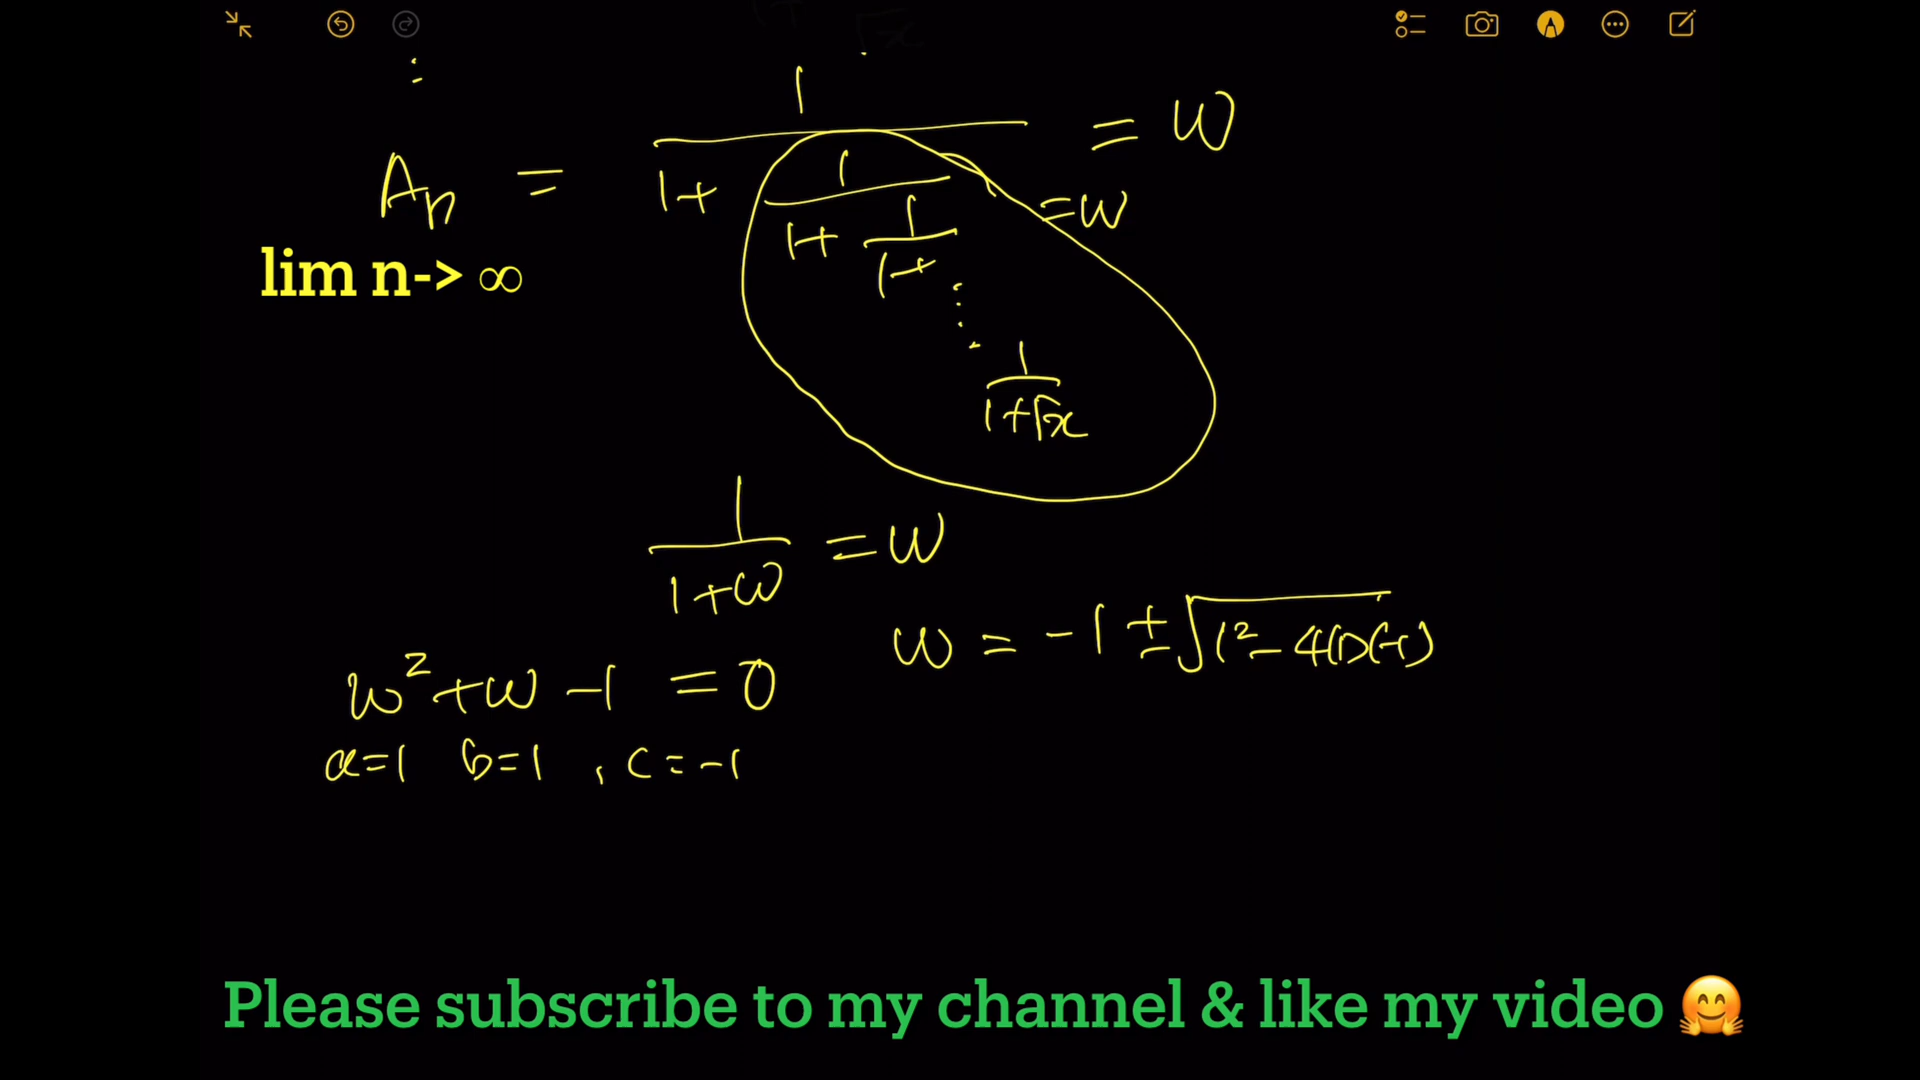 :
A_n = 1/(1+ 1/(1+ 1/(1+ ⋱ 1/(1+√x)))) = w
= w
lim n-> ∞
1/(1+w) = w
w = -1 ± √(1² - 4(1)(-1))
w² + w - 1 = 0
a=1 b=1 , c=-1
Please subscribe to my channel & like my video 🤗